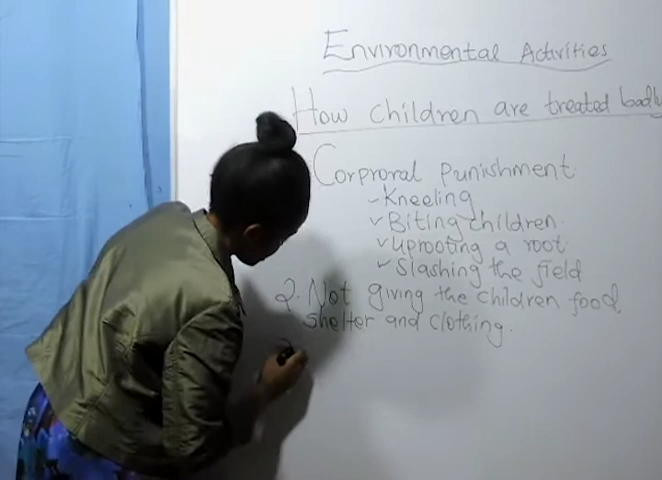 Environmental Activities
How children are treated badly
Corproral punishment
✓ Kneeling
✓ Biting children.
✓ Uprooting a root.
✓ Slashing the field
2. Not giving the children food,
shelter and clothing.